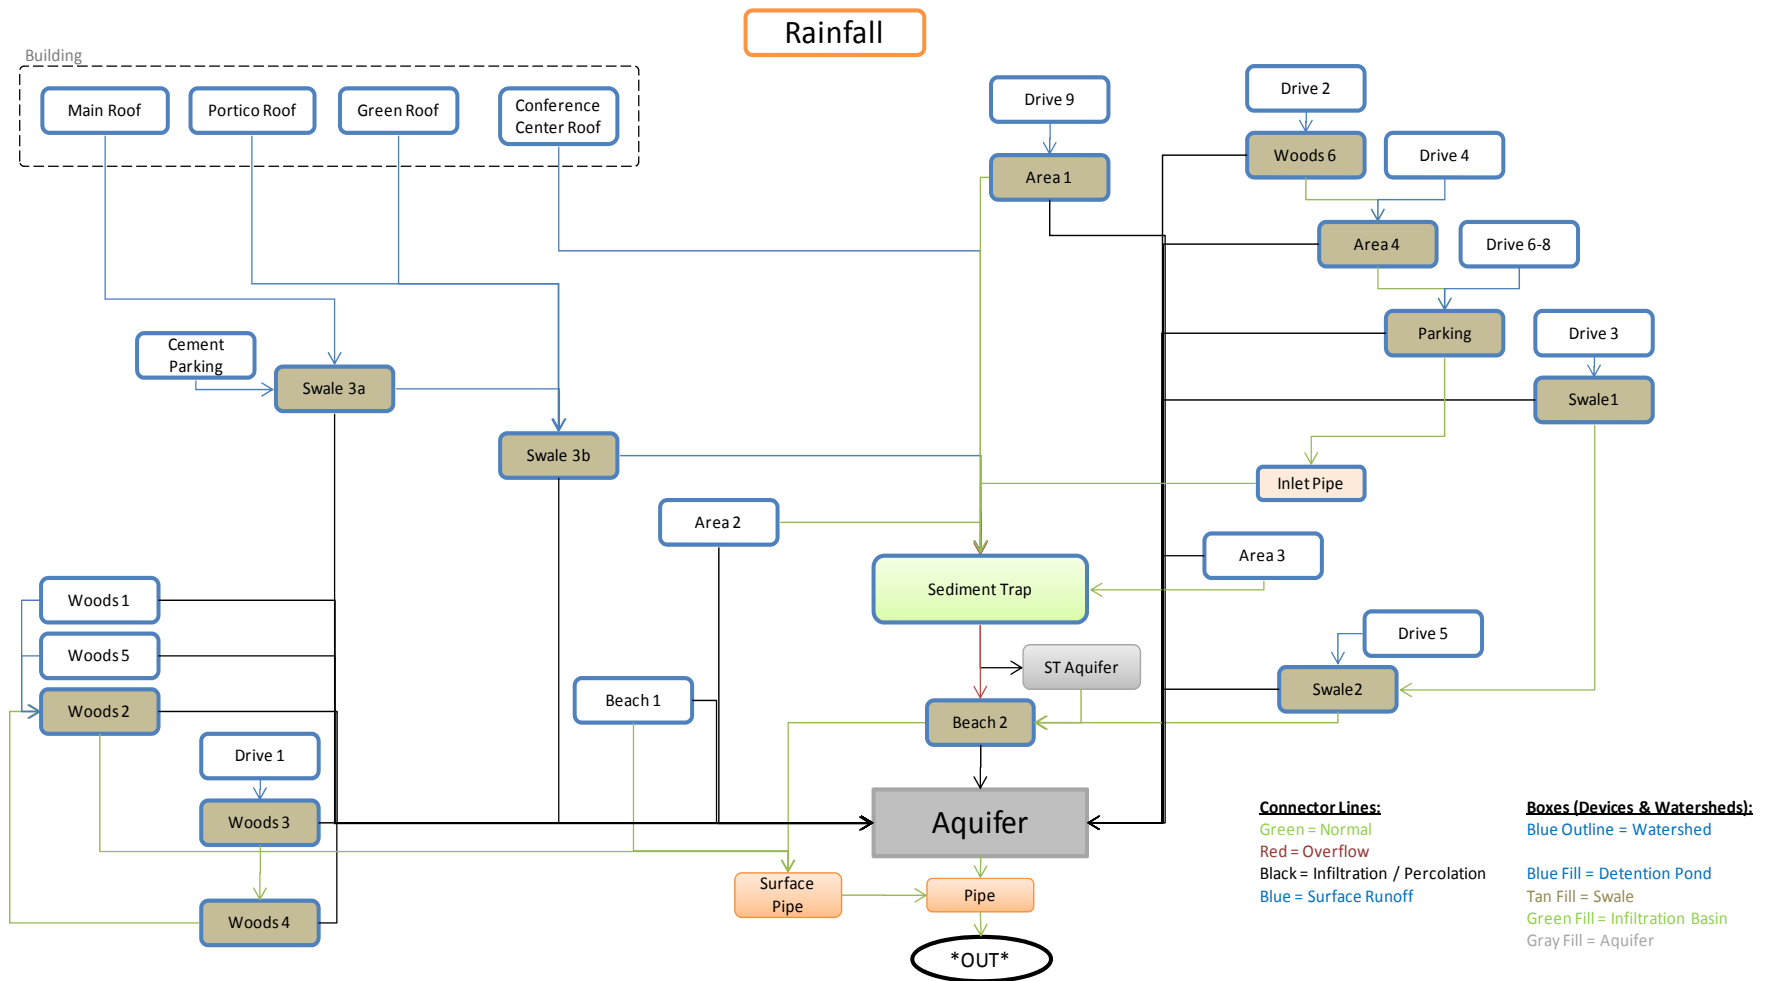 Rainfall
Building
Main Roof
Portico Roof
Green Roof
Conference
Center Roof
Drive 9
Drive 2
Area 1
Woods 6
Drive 4
Area 4
Drive 6-8
Cement
Parking
Parking
Drive 3
Swale 3a
Swale1
Swale 3b
Inlet Pipe
Area 2
Area 3
Sediment Trap
Woods 1
Woods 5
Drive 5
ST Aquifer
Woods 2
Beach 1
Swale2
Beach 2
Drive 1
Woods 3
Aquifer
Surface
Pipe
Pipe
Woods 4
*OUT*
Connector Lines:
Green = Normal
Red = Overflow
Black = Infiltration / Percolation
Blue = Surface Runoff
Boxes (Devices & Watersheds):
Blue Outline = Watershed
Blue Fill = Detention Pond
Tan Fill = Swale
Green Fill = Infiltration Basin
Gray Fill = Aquifer